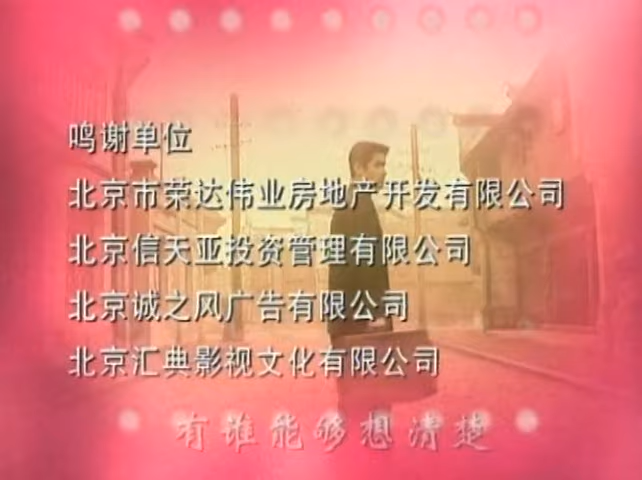 鸣谢单位
北京市荣达伟业房地产开发有限公司
北京信天亚投资管理有限公司
北京诚之风广告有限公司
北京汇典影视文化有限公司
有谁能够想清楚